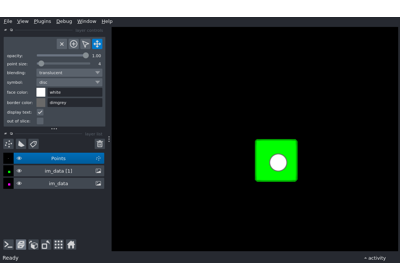 File View Plugins Debug Window Help
opacity: 1.00
point size: 4
blending: translucent
symbol: disc
face color: white
border color: dimgrey
display text: ✓
out of slice:
Points
im_data [1]
im_data
Ready
activity